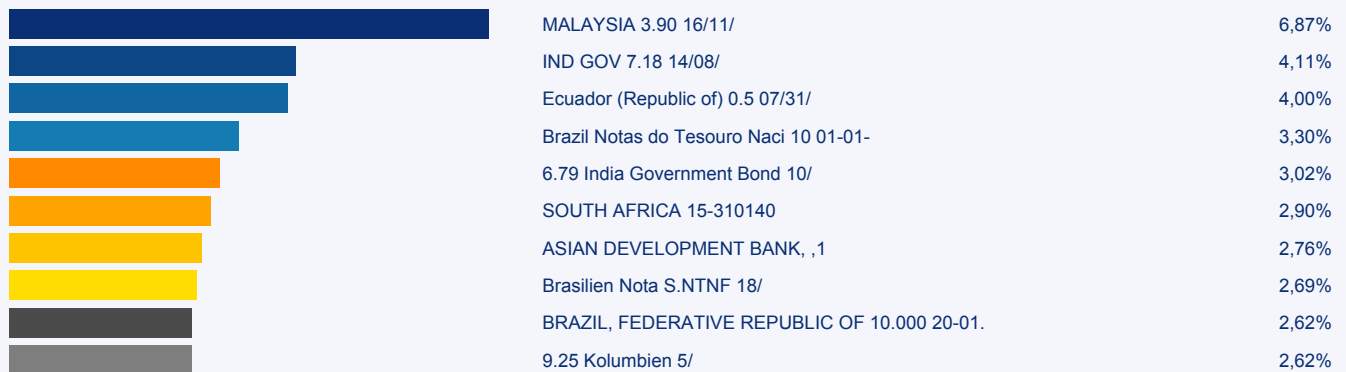 MALAYSIA 3.90 16/11/ 6,87%
IND GOV 7.18 14/08/ 4,11%
Ecuador (Republic of) 0.5 07/31/ 4,00%
Brazil Notas do Tesouro Naci 10 01-01- 3,30%
6.79 India Government Bond 10/ 3,02%
SOUTH AFRICA 15-310140 2,90%
ASIAN DEVELOPMENT BANK, ,1 2,76%
Brasilien Nota S.NTNF 18/ 2,69%
BRAZIL, FEDERATIVE REPUBLIC OF 10.000 20-01. 2,62%
9.25 Kolumbien 5/ 2,62%